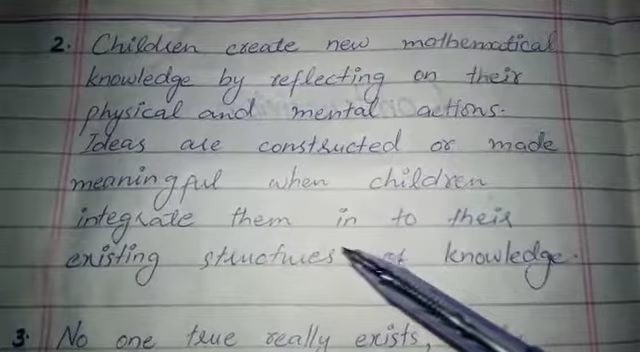 2. Children create new mathematical
knowledge by reflecting on their
physical and mental actions.
Ideas are constructed or made
meaningful when children
integrate them in to their
existing structures of knowledge.
3. No one true really exists,